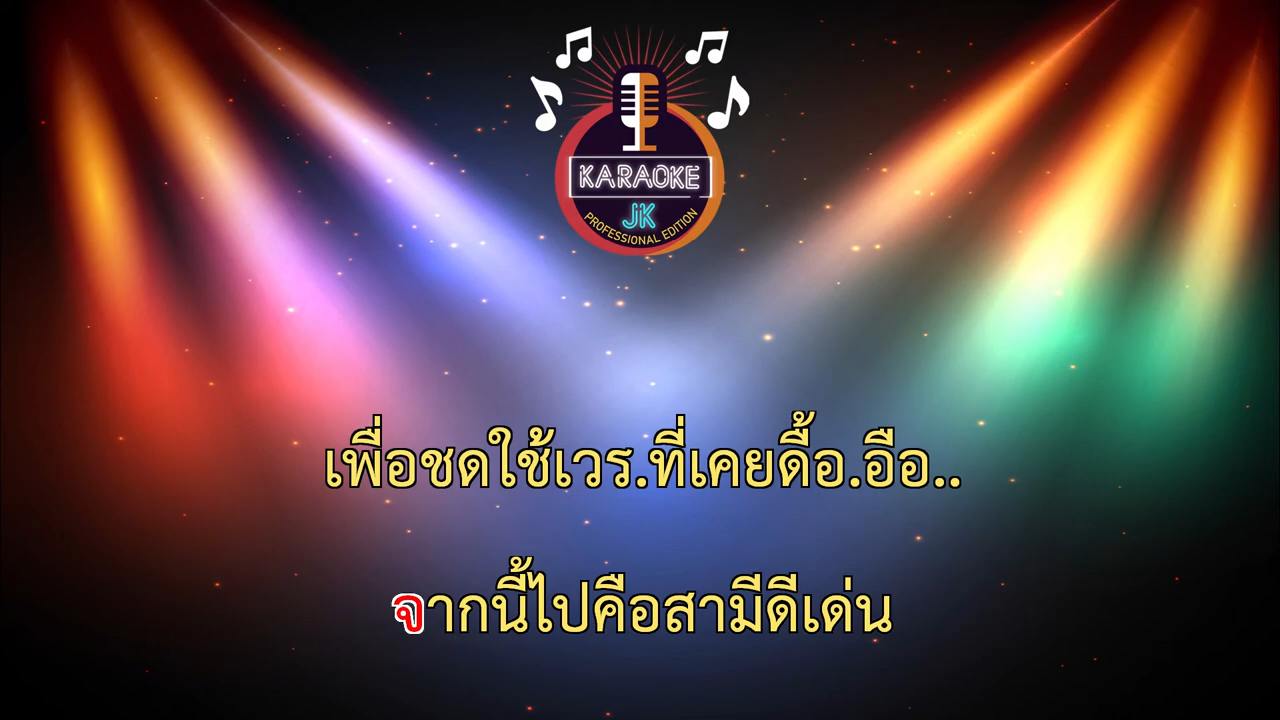 KARAOKE
JK
PROFESSIONAL EDITION
เพื่อชดใช้เวร.ที่เคยดื้อ.อือ..
จากนี้ไปคือสามีดีเด่น